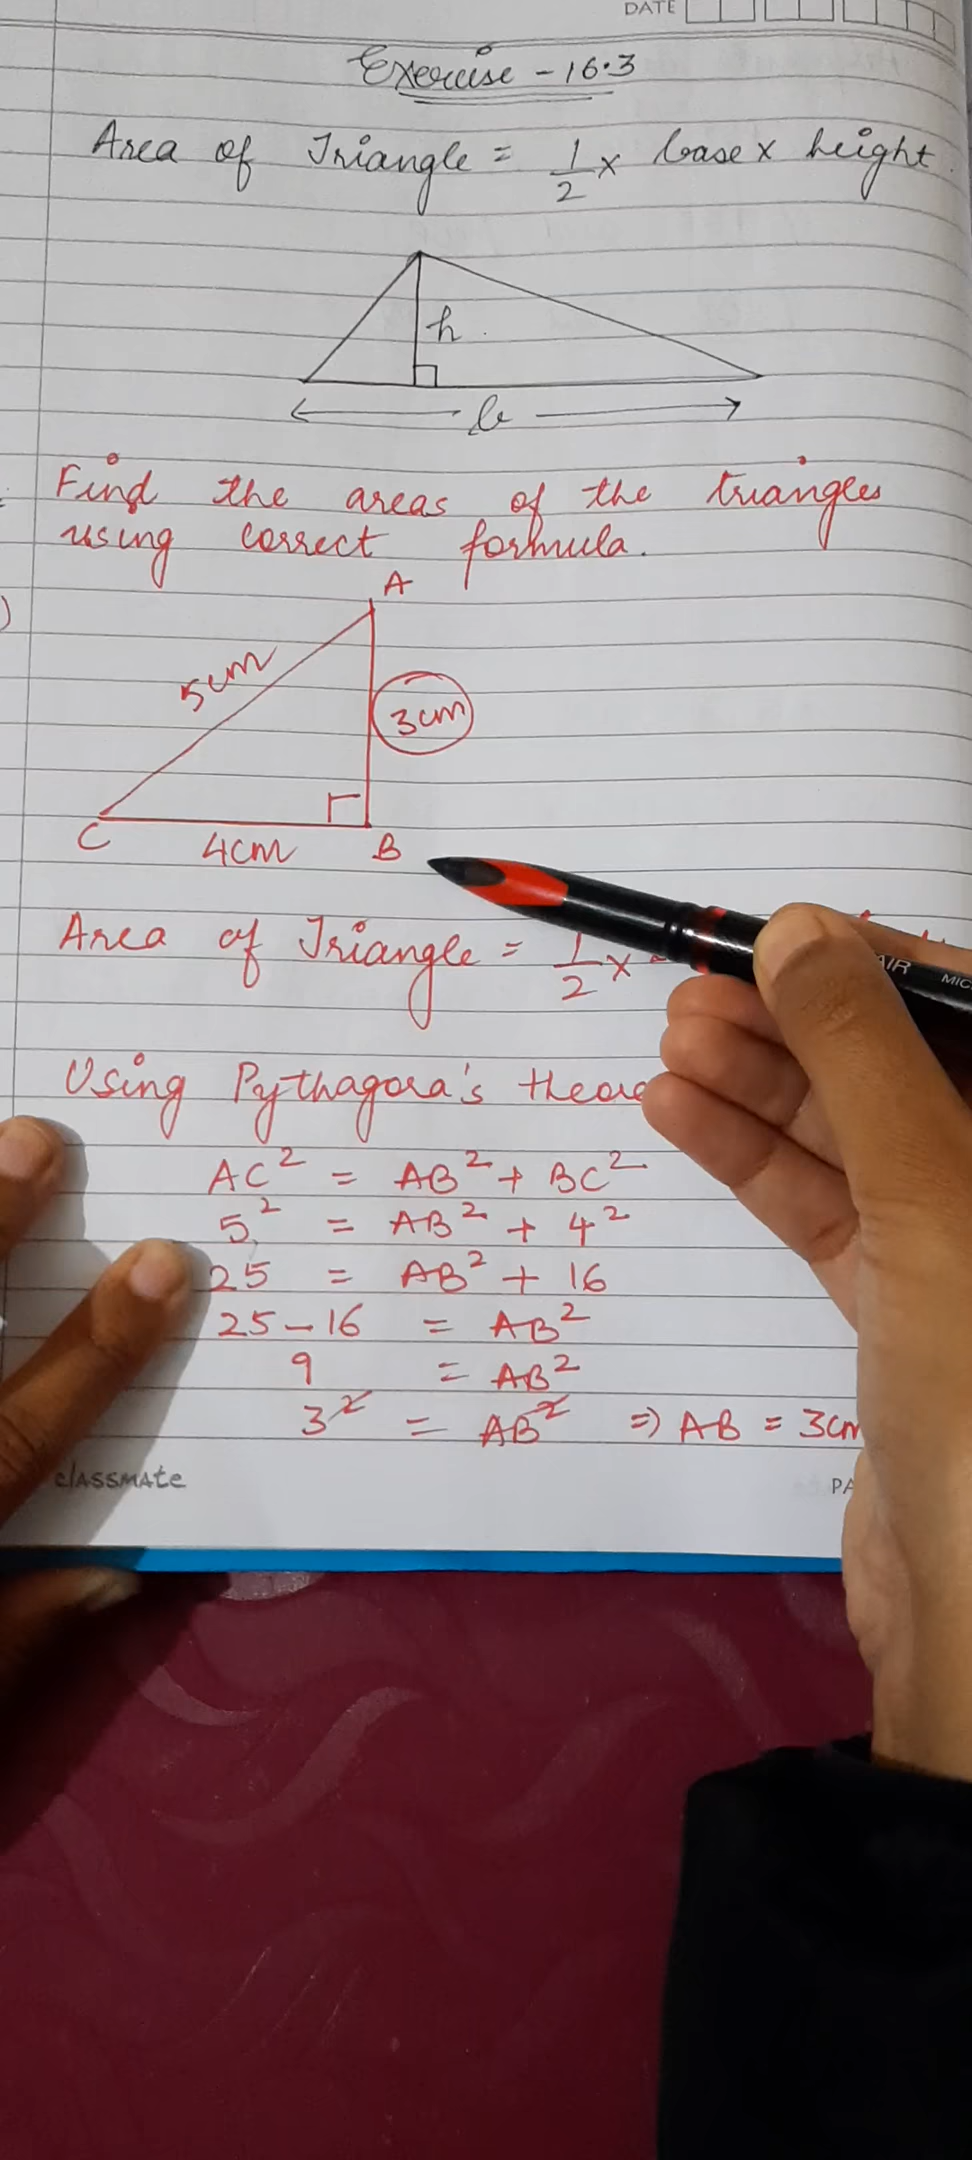 DATE
Exercise - 16.3
Area of Triangle = 1/2 x base x height.
h
b
Find the areas of the triangles
using correct formula.
A
5cm
3cm
C
4cm
B
Area of Triangle = 1/2 x
AIR
Using Pythagora's
AC² = AB² + BC²
5² = AB² + 4²
25 = AB² + 16
25 - 16 = AB²
9 = AB²
3² = AB² => AB = 3cm
classmate